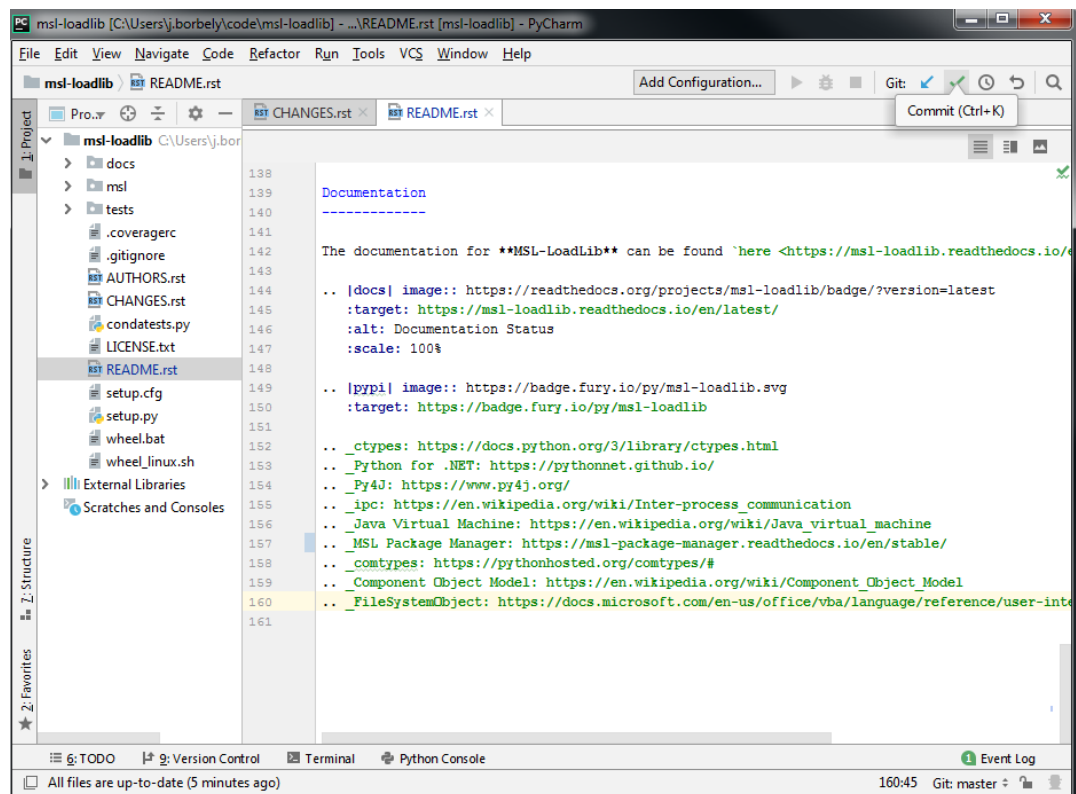 msl-loadlib [C:\Users\j.borbely\code\msl-loadlib] - ...\README.rst [msl-loadlib] - PyCharm
File Edit View Navigate Code Refactor Run Tools VCS Window Help
msl-loadlib README.rst Add Configuration... Git:
Commit (Ctrl+K)
Pro... CHANGES.rst README.rst
1: Project
msl-loadlib C:\Users\j.bor
docs
msl
tests
.coveragerc
.gitignore
AUTHORS.rst
CHANGES.rst
condatests.py
LICENSE.txt
README.rst
setup.cfg
setup.py
wheel.bat
wheel_linux.sh
External Libraries
Scratches and Consoles
138
139 Documentation
140 -------------
141
142 The documentation for **MSL-LoadLib** can be found `here <https://msl-loadlib.readthedocs.io/e
143
144 .. |docs| image:: https://readthedocs.org/projects/msl-loadlib/badge/?version=latest
145 :target: https://msl-loadlib.readthedocs.io/en/latest/
146 :alt: Documentation Status
147 :scale: 100%
148
149 .. |pypi| image:: https://badge.fury.io/py/msl-loadlib.svg
150 :target: https://badge.fury.io/py/msl-loadlib
151
152 .. _ctypes: https://docs.python.org/3/library/ctypes.html
153 .. _Python for .NET: https://pythonnet.github.io/
154 .. _Py4J: https://www.py4j.org/
155 .. _ipc: https://en.wikipedia.org/wiki/Inter-process_communication
156 .. _Java Virtual Machine: https://en.wikipedia.org/wiki/Java_virtual_machine
157 .. _MSL Package Manager: https://msl-package-manager.readthedocs.io/en/stable/
158 .. _comtypes: https://pythonhosted.org/comtypes/#
159 .. _Component Object Model: https://en.wikipedia.org/wiki/Component_Object_Model
160 .. _FileSystemObject: https://docs.microsoft.com/en-us/office/vba/language/reference/user-inte
161
Z: Structure
2: Favorites
6: TODO 9: Version Control Terminal Python Console 1 Event Log
All files are up-to-date (5 minutes ago) 160:45 Git: master